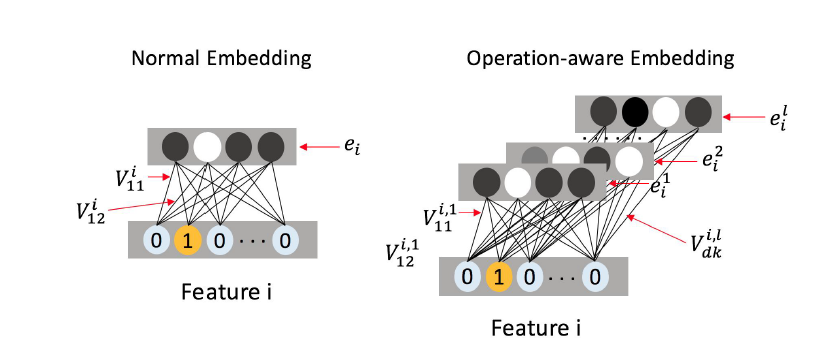 Normal Embedding
e_i
V_{11}^i
V_{12}^i
0 1 0 ··· 0
Feature i
Operation-aware Embedding
e_i^l
e_i^2
e_i^1
V_{11}^{i,1}
V_{12}^{i,1}
V_{dk}^{i,l}
0 1 0 ··· 0
Feature i